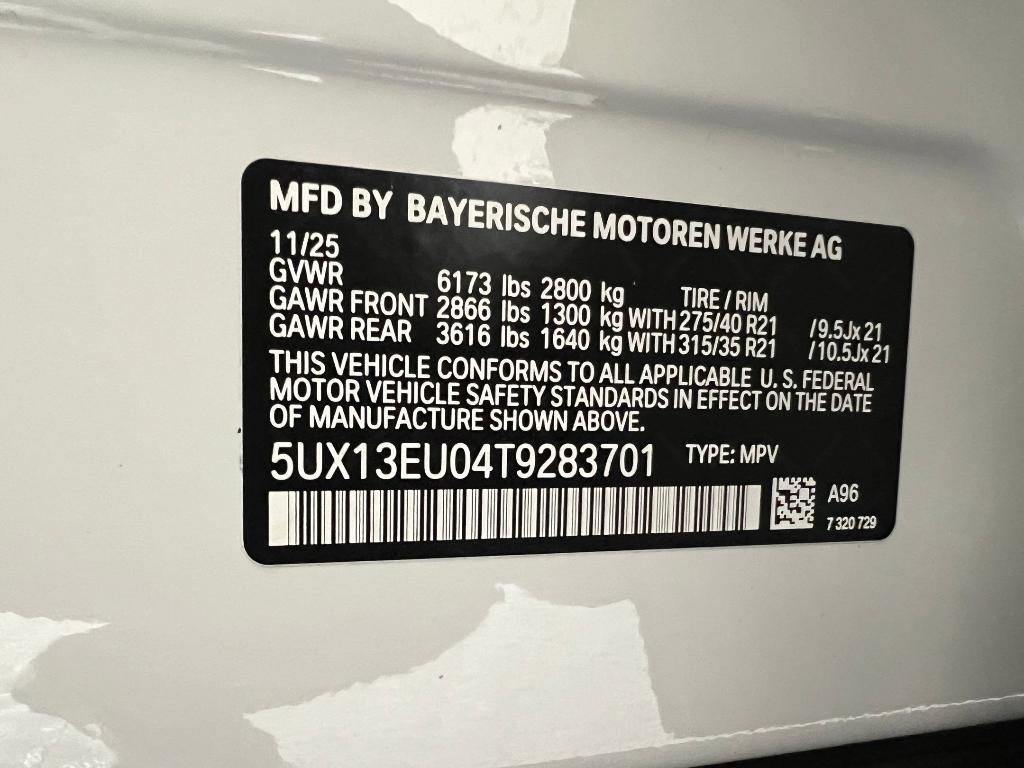 MFD BY BAYERISCHE MOTOREN WERKE AG
11/25
GVWR 6173 lbs 2800 kg TIRE / RIM
GAWR FRONT 2866 lbs 1300 kg WITH 275/40 R21 /9.5Jx 21
GAWR REAR 3616 lbs 1640 kg WITH 315/35 R21 /10.5Jx 21
THIS VEHICLE CONFORMS TO ALL APPLICABLE U. S. FEDERAL
MOTOR VEHICLE SAFETY STANDARDS IN EFFECT ON THE DATE
OF MANUFACTURE SHOWN ABOVE.
5UX13EU04T9283701 TYPE: MPV
A96
7 320 729